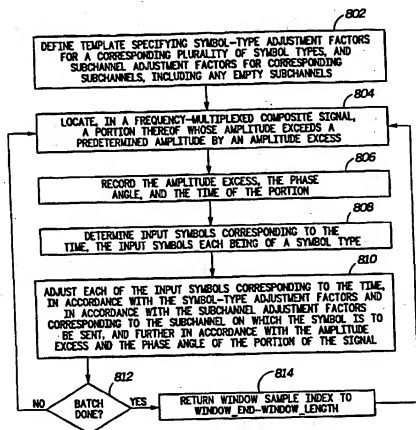 802
DEFINE TEMPLATE SPECIFYING SYMBOL-TYPE ADJUSTMENT FACTORS
FOR A CORRESPONDING PLURALITY OF SYMBOL TYPES, AND
SUBCHANNEL ADJUSTMENT FACTORS FOR CORRESPONDING
SUBCHANNELS, INCLUDING ANY EMPTY SUBCHANNELS
804
LOCATE, IN A FREQUENCY-MULTIPLEXED COMPOSITE SIGNAL,
A PORTION THEREOF WHOSE AMPLITUDE EXCEEDS A
PREDETERMINED AMPLITUDE BY AN AMPLITUDE EXCESS
806
RECORD THE AMPLITUDE EXCESS, THE PHASE
ANGLE, AND THE TIME OF THE PORTION
808
DETERMINE INPUT SYMBOLS CORRESPONDING TO THE
TIME, THE INPUT SYMBOLS EACH BEING OF A SYMBOL TYPE
810
ADJUST EACH OF THE INPUT SYMBOLS CORRESPONDING TO THE TIME,
IN ACCORDANCE WITH THE SYMBOL-TYPE ADJUSTMENT FACTORS AND
IN ACCORDANCE WITH THE SUBCHANNEL ADJUSTMENT FACTORS
CORRESPONDING TO THE SUBCHANNEL ON WHICH THE SYMBOL IS TO
BE SENT, AND FURTHER IN ACCORDANCE WITH THE AMPLITUDE
EXCESS AND THE PHASE ANGLE OF THE PORTION OF THE SIGNAL
812
NO
BATCH
DONE?
YES
814
RETURN WINDOW SAMPLE INDEX TO
WINDOW_END-WINDOW_LENGTH